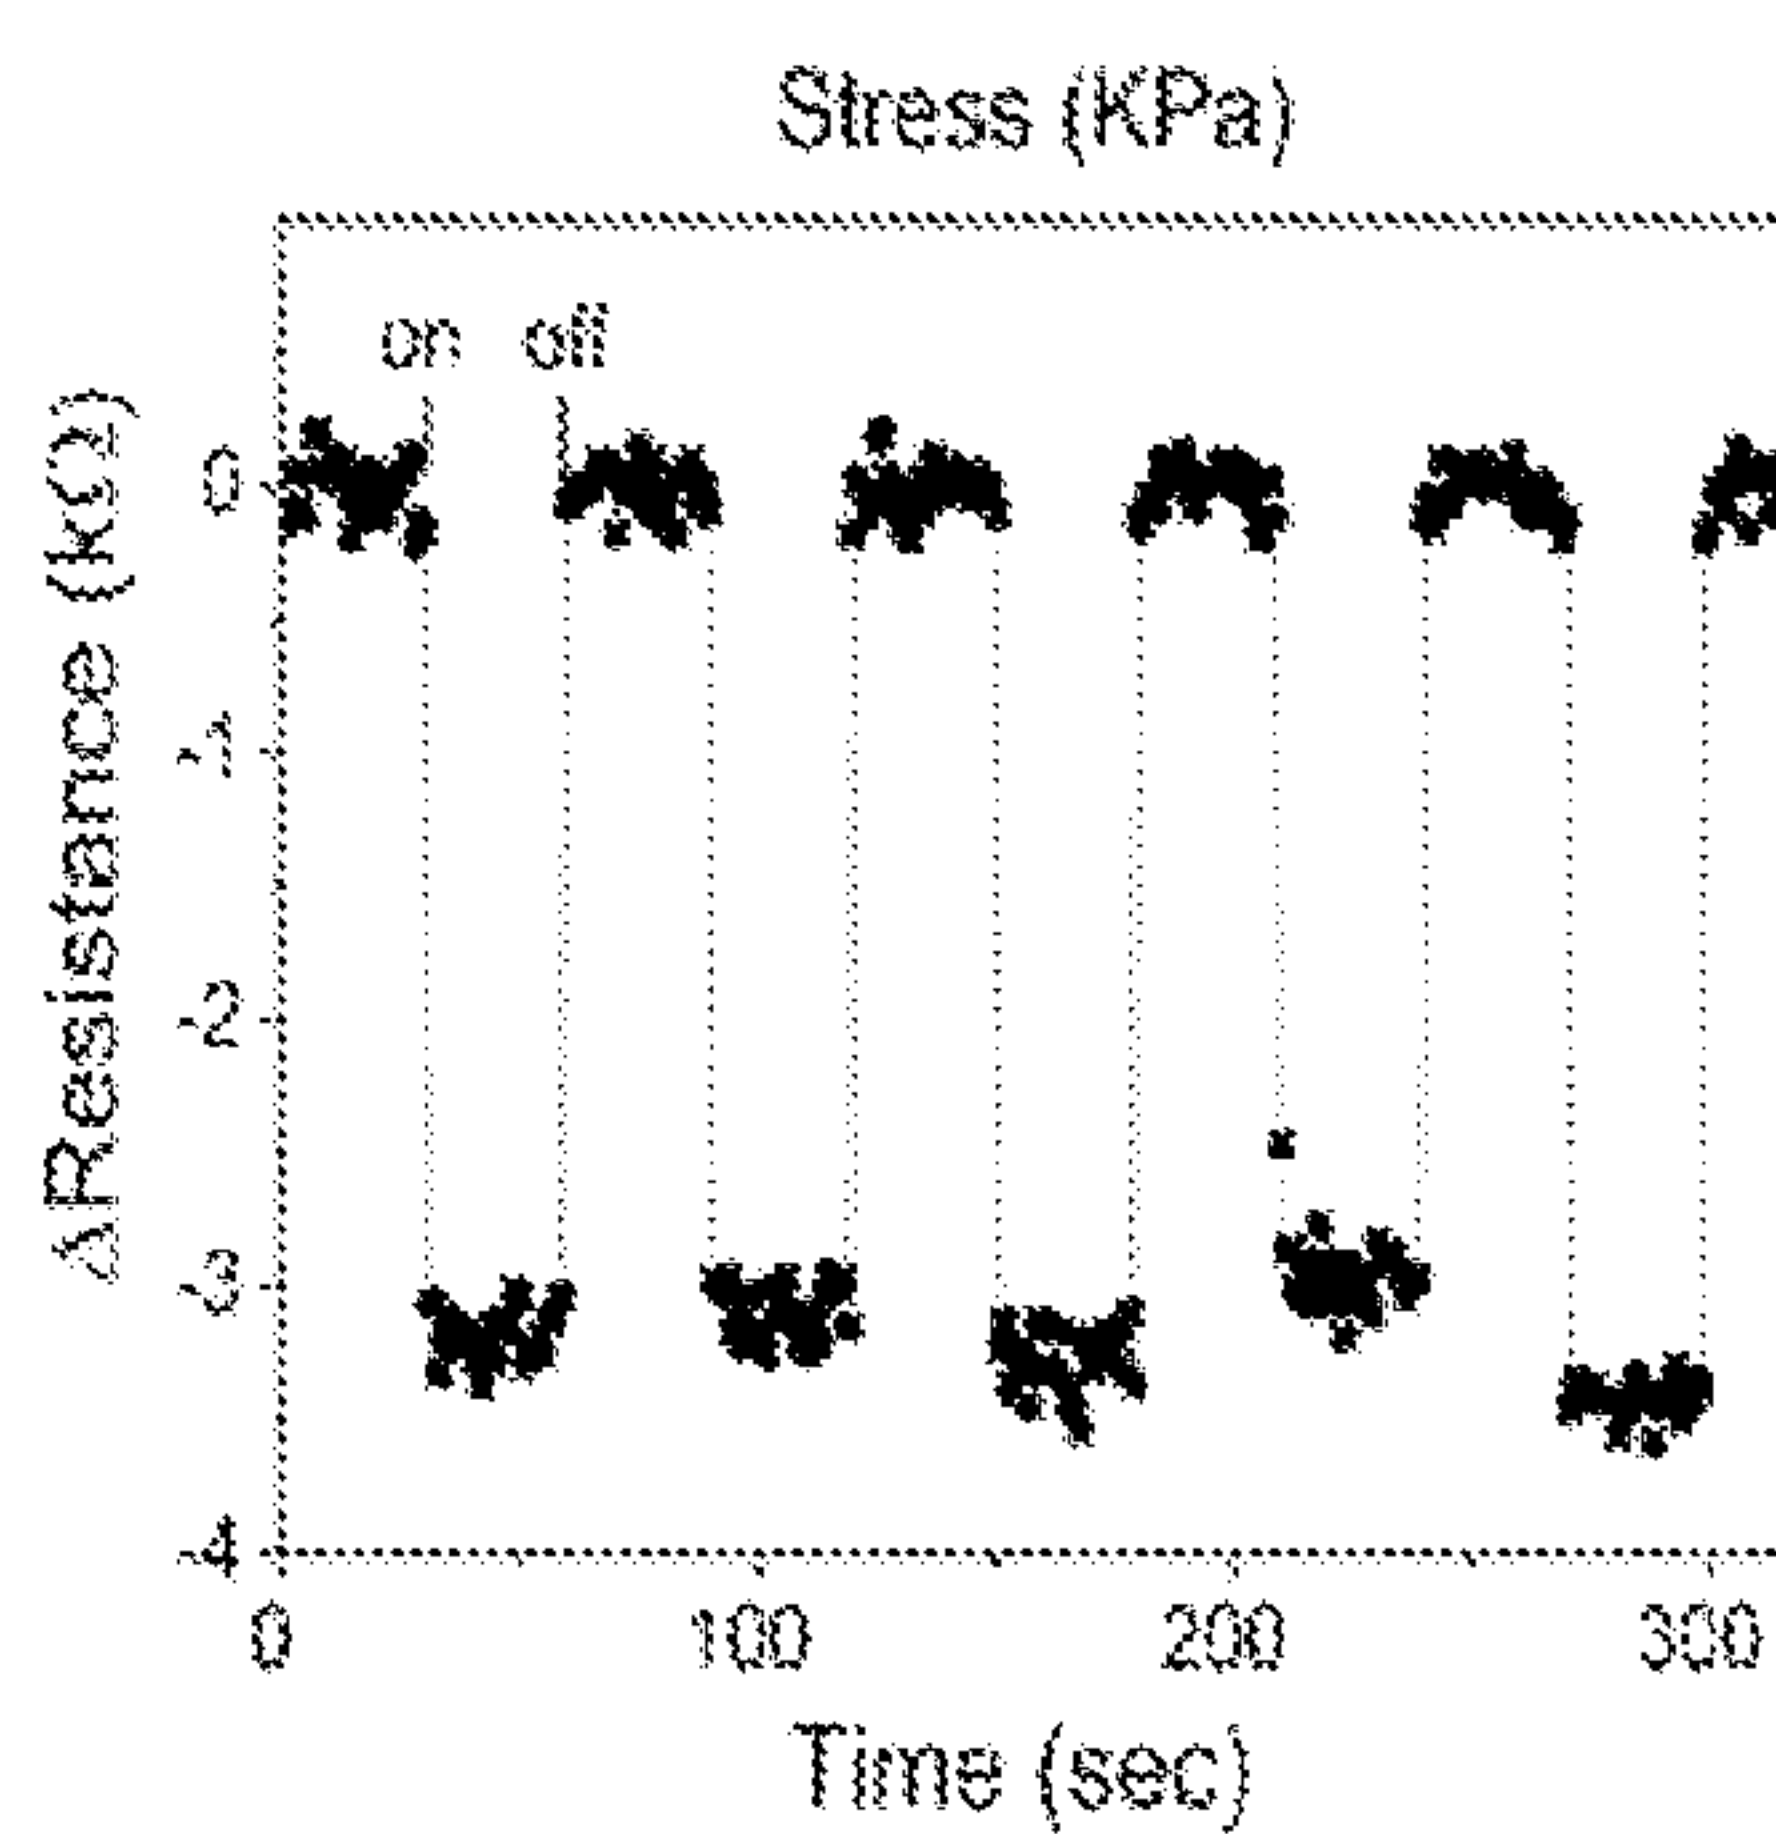 Stress (KPa)
on off
ΔResistance (kΩ)
0
-1
-2
-3
-4
0 100 200 300
Time (sec)